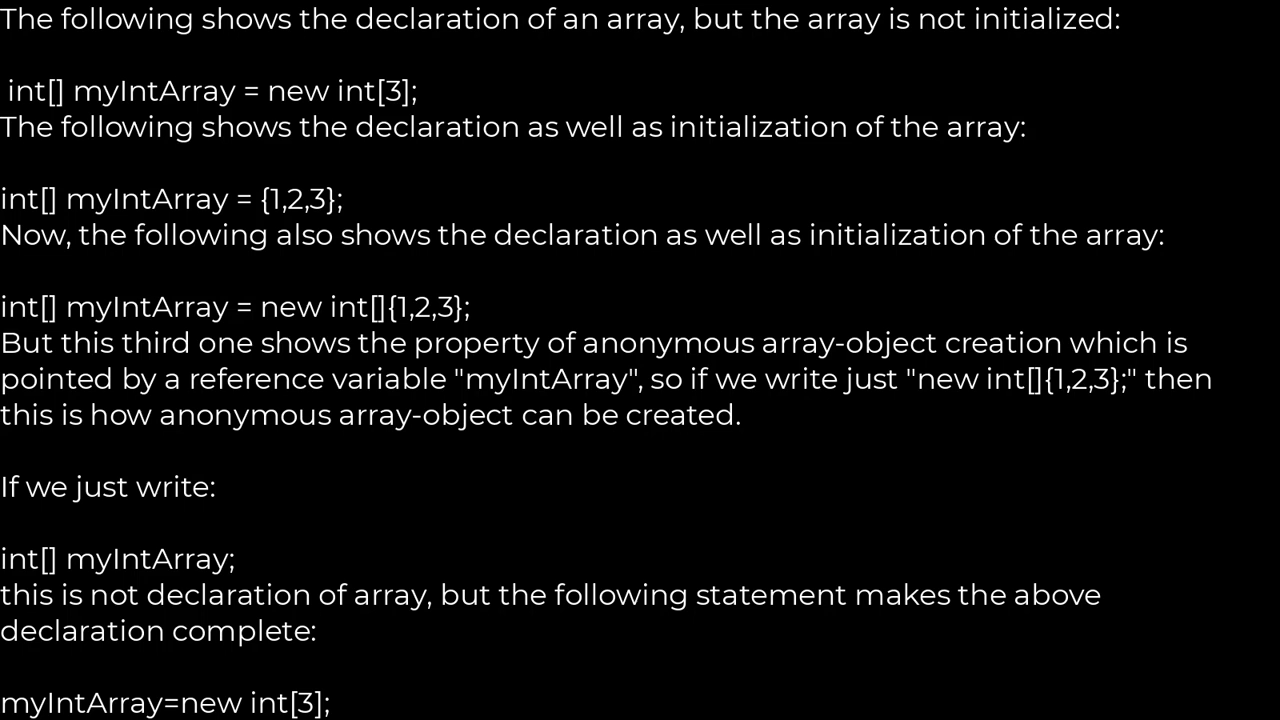 The following shows the declaration of an array, but the array is not initialized:
int[] myIntArray = new int[3];
The following shows the declaration as well as initialization of the array:
int[] myIntArray = {1,2,3};
Now, the following also shows the declaration as well as initialization of the array:
int[] myIntArray = new int[]{1,2,3};
But this third one shows the property of anonymous array-object creation which is
pointed by a reference variable "myIntArray", so if we write just "new int[]{1,2,3};" then
this is how anonymous array-object can be created.
If we just write:
int[] myIntArray;
this is not declaration of array, but the following statement makes the above
declaration complete:
myIntArray=new int[3];